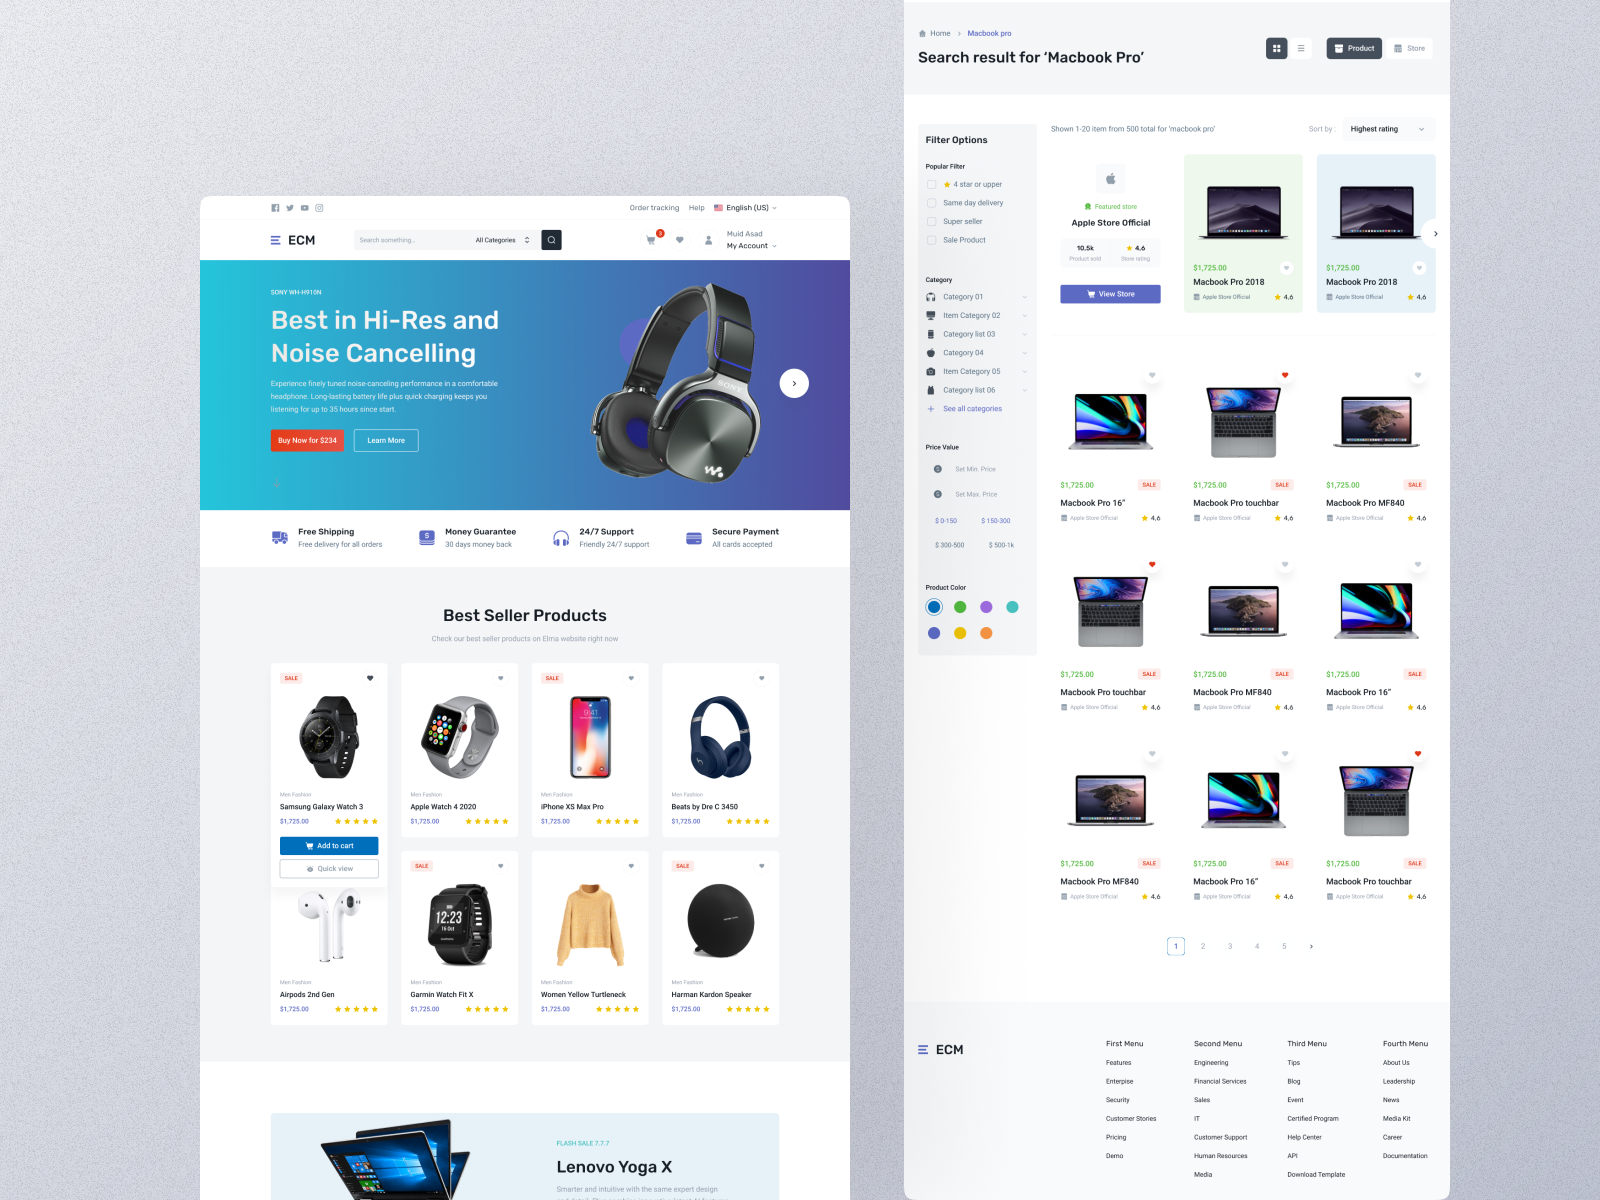 Order tracking Help English (US)
ECM
Search something...
All Categories
3
Muid Asad
My Account
SONY WH-H910N
Best in Hi-Res and
Noise Cancelling
Experience finely tuned noise-canceling performance in a comfortable
headphone. Long-lasting battery life plus quick charging keeps you
listening for up to 35 hours since start.
Buy Now for $234
Learn More
SONY
Free Shipping
Free delivery for all orders
Money Guarantee
30 days money back
24/7 Support
Friendly 24/7 support
Secure Payment
All cards accepted
Best Seller Products
Check our best seller products on Elma website right now
SALE
Men Fashion
Samsung Galaxy Watch 3
$1,725.00
Add to cart
Quick view
Men Fashion
Apple Watch 4 2020
$1,725.00
SALE
9:41
Men Fashion
iPhone XS Max Pro
$1,725.00
Men Fashion
Beats by Dre C 3450
$1,725.00
Men Fashion
Airpods 2nd Gen
$1,725.00
SALE
12:23
16 Oct
Men Fashion
Garmin Watch Fit X
$1,725.00
Men Fashion
Women Yellow Turtleneck
$1,725.00
SALE
Men Fashion
Harman Kardon Speaker
$1,725.00
FLASH SALE 7.7.7
Lenovo Yoga X
Smarter and intuitive with the same expert design
Home > Macbook pro
Search result for ‘Macbook Pro’
Product
Store
Filter Options
Popular Filter
4 star or upper
Same day delivery
Super seller
Sale Product
Category
Category 01
Item Category 02
Category list 03
Category 04
Item Category 05
Category list 06
+ See all categories
Price Value
Set Min. Price
Set Max. Price
$ 0-150 $ 150-300
$ 300-500 $ 500-1k
Product Color
Shown 1-20 item from 500 total for 'macbook pro'
Sort by :
Highest rating
Featured store
Apple Store Official
10.5k
Product sold
4.6
Store rating
View Store
$1,725.00
Macbook Pro 2018
Apple Store Official 4.6
$1,725.00
Macbook Pro 2018
Apple Store Official 4.6
$1,725.00 SALE
Macbook Pro 16”
Apple Store Official 4.6
$1,725.00 SALE
Macbook Pro touchbar
Apple Store Official 4.6
$1,725.00 SALE
Macbook Pro MF840
Apple Store Official 4.6
$1,725.00 SALE
Macbook Pro touchbar
Apple Store Official 4.6
$1,725.00 SALE
Macbook Pro MF840
Apple Store Official 4.6
$1,725.00 SALE
Macbook Pro 16”
Apple Store Official 4.6
$1,725.00 SALE
Macbook Pro MF840
Apple Store Official 4.6
$1,725.00 SALE
Macbook Pro 16”
Apple Store Official 4.6
$1,725.00 SALE
Macbook Pro touchbar
Apple Store Official 4.6
1 2 3 4 5 >
ECM
First Menu
Features
Enterpise
Security
Customer Stories
Pricing
Demo
Second Menu
Engineering
Financial Services
Sales
IT
Customer Support
Human Resources
Media
Third Menu
Tips
Blog
Event
Certified Program
Help Center
API
Download Template
Fourth Menu
About Us
Leadership
News
Media Kit
Career
Documentation